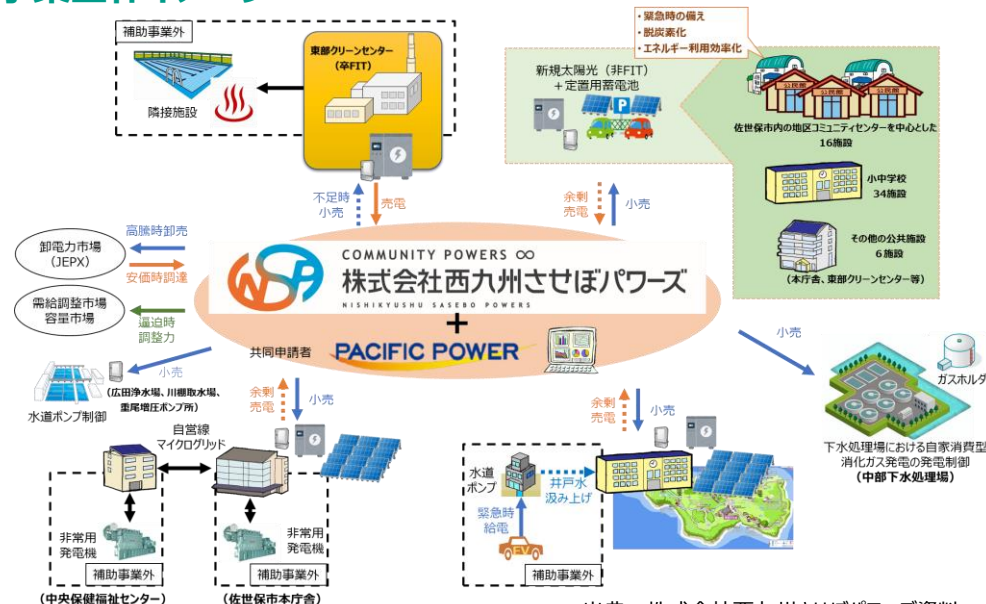 補助事業外
隣接施設
東部クリーンセンター
（卒FIT）
・緊急時の備え
・脱炭素化
・エネルギー利用効率化
新規太陽光（非FIT）
＋定置用蓄電池
P
公民館
公民館
公民館
佐世保市内の地区コミュニティセンターを中心とした
16施設
小中学校
34施設
その他の公共施設
6施設
（本庁舎、東部クリーンセンター等）
不足時
小売
売電
余剰
売電
小売
卸電力市場
（JEPX）
高騰時卸売
安価時調達
需給調整市場
容量市場
逼迫時
調整力
COMMUNITY POWERS ∞
株式会社西九州させぼパワーズ
NISHIKYUSHU SASEBO POWERS
+
共同申請者
PACIFIC POWER
小売
水道ポンプ制御
（広田浄水場、川棚取水場、
重尾増圧ポンプ所）
余剰
売電
小売
余剰
売電
小売
小売
ガスホルダ
下水処理場における自家消費型
消化ガス発電の発電制御
（中部下水処理場）
自営線
マイクログリッド
非常用
発電機
補助事業外
（中央保健福祉センター）
非常用
発電機
補助事業外
（佐世保市本庁舎）
水道
ポンプ
井戸水
汲み上げ
緊急時
給電
EV
補助事業外